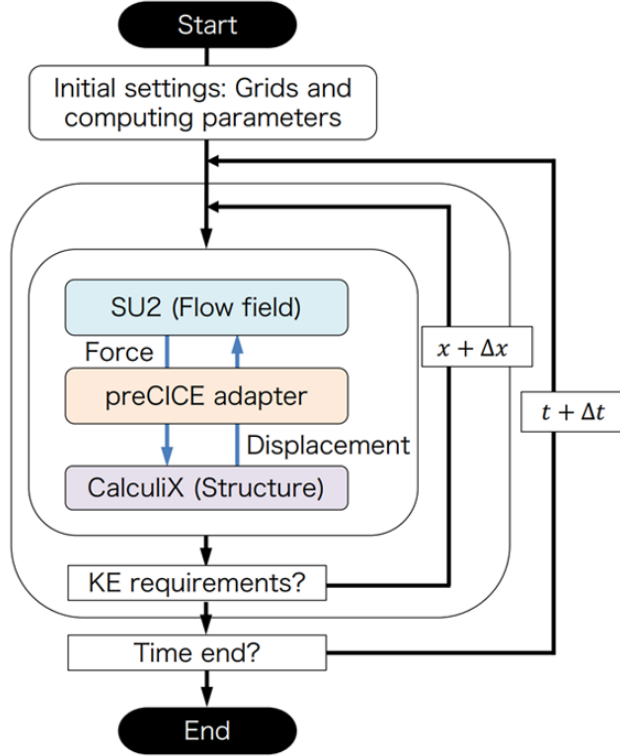 Start
Initial settings: Grids and
computing parameters
SU2 (Flow field)
Force
x + Δx
preCICE adapter
t + Δt
Displacement
CalculiX (Structure)
KE requirements?
Time end?
End